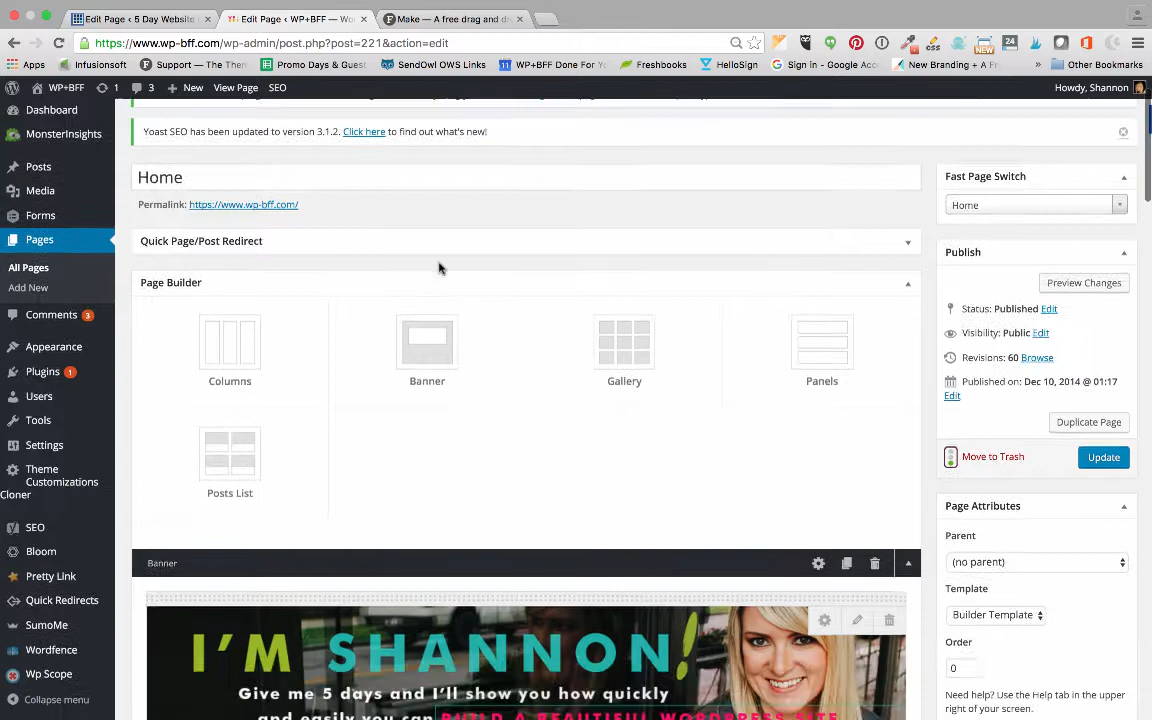 Edit Page ‹ 5 Day Website
Edit Page ‹ WP+BFF — Wo
Make — A free drag and dr
https://www.wp-bff.com/wp-admin/post.php?post=221&action=edit
Apps
Infusionsoft
Support — The Ther
Promo Days & Guest
SendOwl OWS Links
WP+BFF Done For Yo
Freshbooks
HelloSign
Sign in - Google Acco
New Branding + A Fr
»
Other Bookmarks
WP+BFF
1
3
+ New
View Page
SEO
Howdy, Shannon
Dashboard
MonsterInsights
Posts
Media
Forms
Pages
All Pages
Add New
Comments 3
Appearance
Plugins 1
Users
Tools
Settings
Theme
Customizations
Cloner
SEO
Bloom
Pretty Link
Quick Redirects
SumoMe
Wordfence
Wp Scope
Collapse menu
Yoast SEO has been updated to version 3.1.2. Click here to find out what's new!
Home
Permalink: https://www.wp-bff.com/
Quick Page/Post Redirect
Page Builder
Columns
Banner
Gallery
Panels
Posts List
Banner
I'M SHANNON!
Give me 5 days and I'll show you how quickly
and easily you can BUILD A BEAUTIFUL WORDPRESS SITE
Fast Page Switch
Home
Publish
Preview Changes
Status: Published Edit
Visibility: Public Edit
Revisions: 60 Browse
Published on: Dec 10, 2014 @ 01:17
Edit
Duplicate Page
Move to Trash
Update
Page Attributes
Parent
(no parent)
Template
Builder Template
Order
0
Need help? Use the Help tab in the upper
right of your screen.